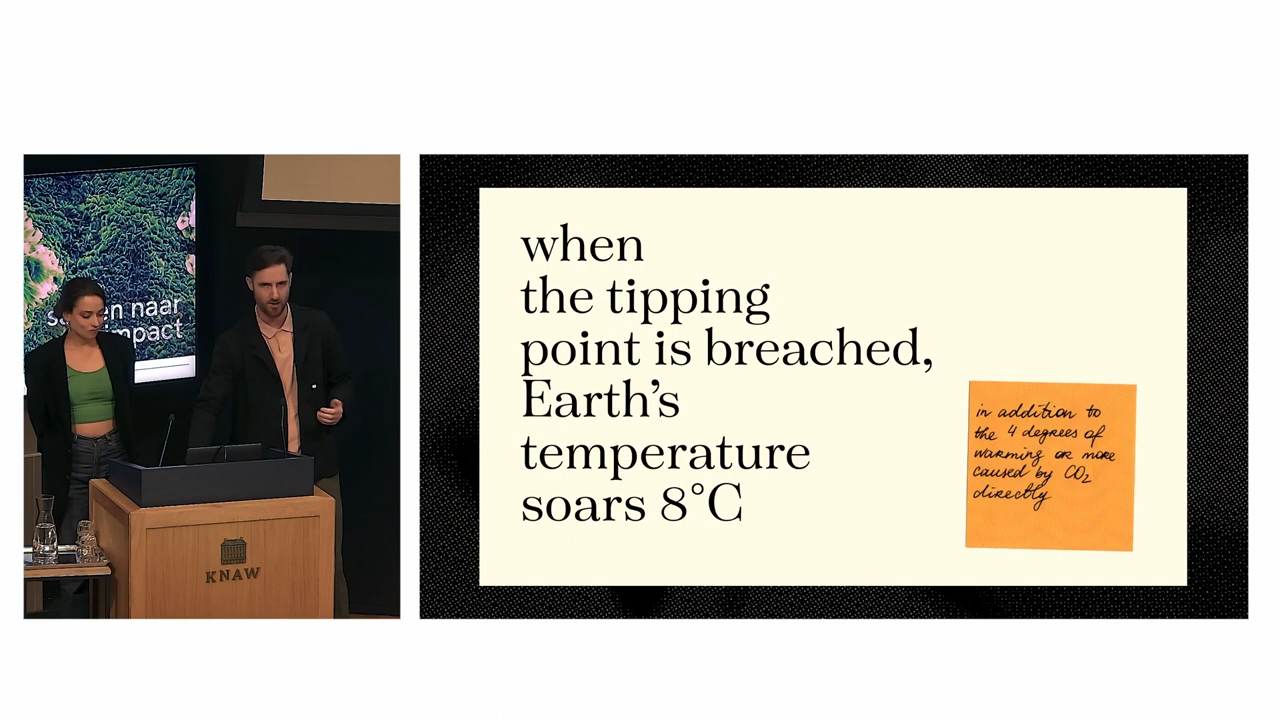 samen naar
impact
KNAW
when
the tipping
point is breached,
Earth's
temperature
soars 8°C
in addition to
the 4 degrees of
warming or more
caused by CO₂
directly